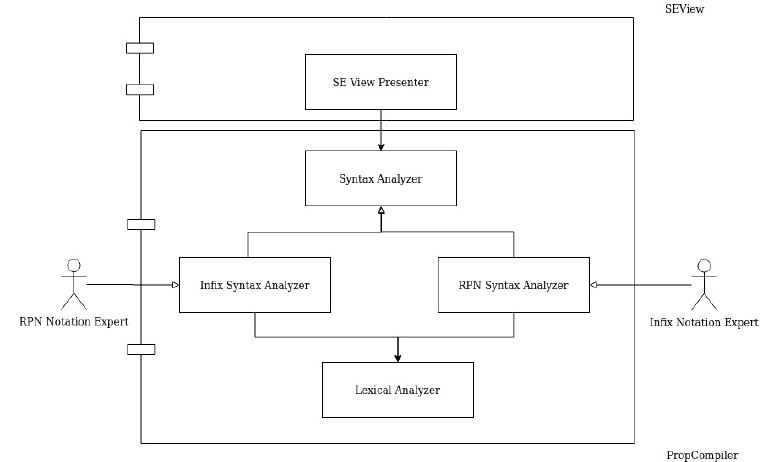 SEView
SE View Presenter
Syntax Analyzer
Infix Syntax Analyzer
RPN Syntax Analyzer
RPN Notation Expert
Infix Notation Expert
Lexical Analyzer
PropCompiler